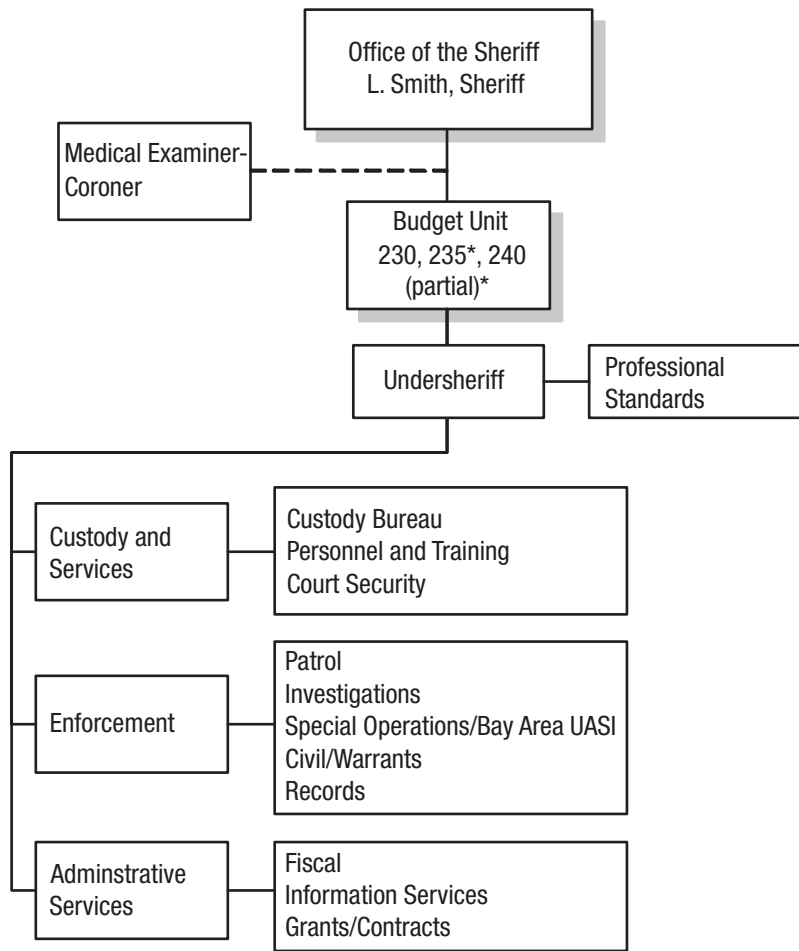 Office of the Sheriff
L. Smith, Sheriff
Medical Examiner-
Coroner
Budget Unit
230, 235*, 240
(partial)*
Undersheriff
Professional
Standards
Custody and
Services
Custody Bureau
Personnel and Training
Court Security
Enforcement
Patrol
Investigations
Special Operations/Bay Area UASI
Civil/Warrants
Records
Adminstrative
Services
Fiscal
Information Services
Grants/Contracts